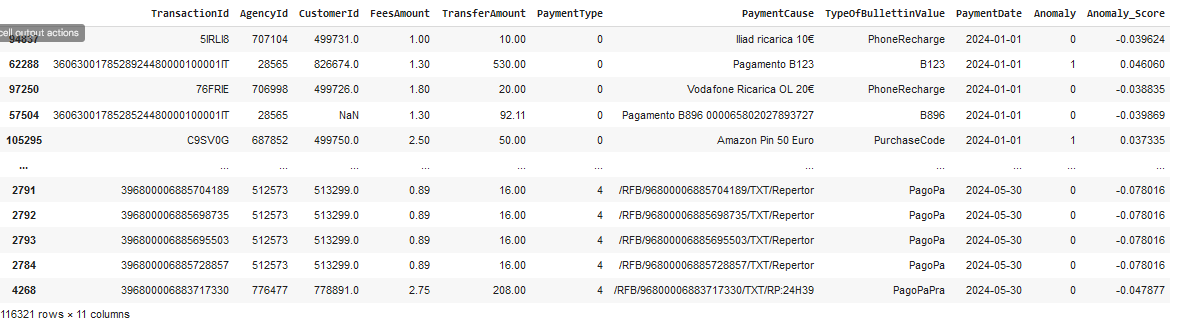 TransactionId AgencyId CustomerId FeesAmount TransferAmount PaymentType PaymentCause TypeOfBullettinValue PaymentDate Anomaly Anomaly_Score
cell output actions
94837 5IRLI8 707104 499731.0 1.00 10.00 0 Iliad ricarica 10€ PhoneRecharge 2024-01-01 0 -0.039624
62288 3606300178528924480000100001IT 28565 826674.0 1.30 530.00 0 Pagamento B123 B123 2024-01-01 1 0.046060
97250 76FRIE 706998 499726.0 1.80 20.00 0 Vodafone Ricarica OL 20€ PhoneRecharge 2024-01-01 0 -0.038835
57504 3606300178528524480000100001IT 28565 NaN 1.30 92.11 0 Pagamento B896 000065802027893727 B896 2024-01-01 0 -0.039869
105295 C9SV0G 687852 499750.0 2.50 50.00 0 Amazon Pin 50 Euro PurchaseCode 2024-01-01 1 0.037335
... ... ... ... ... ... ... ... ... ... ... ...
2791 396800006885704189 512573 513299.0 0.89 16.00 4 /RFB/96800006885704189/TXT/Repertor PagoPa 2024-05-30 0 -0.078016
2792 396800006885698735 512573 513299.0 0.89 16.00 4 /RFB/96800006885698735/TXT/Repertor PagoPa 2024-05-30 0 -0.078016
2793 396800006885695503 512573 513299.0 0.89 16.00 4 /RFB/96800006885695503/TXT/Repertor PagoPa 2024-05-30 0 -0.078016
2784 396800006885728857 512573 513299.0 0.89 16.00 4 /RFB/96800006885728857/TXT/Repertor PagoPa 2024-05-30 0 -0.078016
4268 396800006883717330 776477 778891.0 2.75 208.00 4 /RFB/96800006883717330/TXT/RP:24H39 PagoPaPra 2024-05-30 0 -0.047877
116321 rows × 11 columns